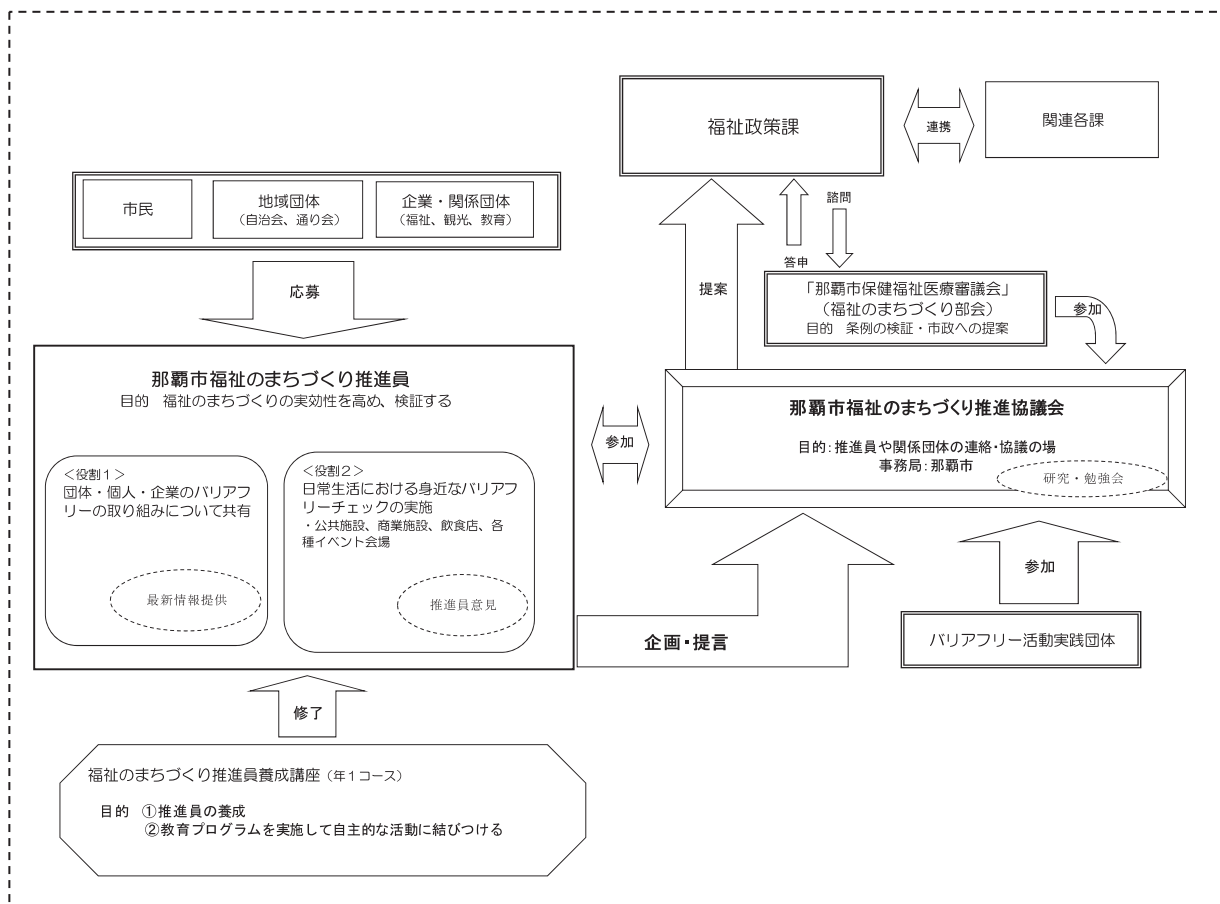 福祉政策課
連携
関連各課
市民
地域団体
(自治会、通り会)
企業・関係団体
(福祉、観光、教育)
諮問
答申
提案
応募
「那覇市保健福祉医療審議会」
(福祉のまちづくり部会)
目的 条例の検証・市政への提案
参加
那覇市福祉のまちづくり推進員
目的 福祉のまちづくりの実効性を高め、検証する
<役割1>
団体・個人・企業のバリアフ
リーの取り組みについて共有
最新情報提供
<役割2>
日常生活における身近なバリアフ
リーチェックの実施
・公共施設、商業施設、飲食店、各
種イベント会場
推進員意見
参加
那覇市福祉のまちづくり推進協議会
目的:推進員や関係団体の連絡・協議の場
事務局:那覇市
研究・勉強会
企画・提言
参加
バリアフリー活動実践団体
修了
福祉のまちづくり推進員養成講座(年1コース)
目的 ①推進員の養成
②教育プログラムを実施して自主的な活動に結びつける